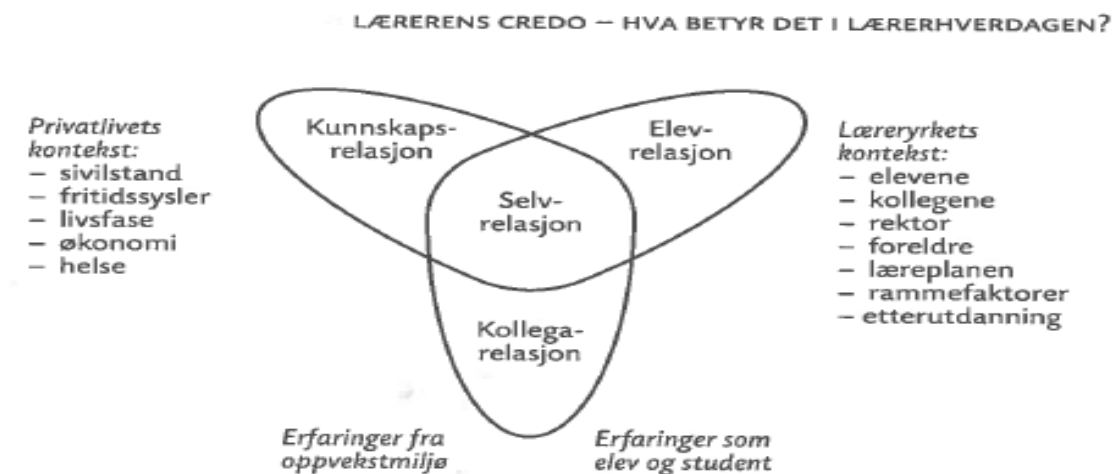 LÆRERENS CREDO – HVA BETYR DET I LÆRERHVERDAGEN?
Privatlivets
kontekst:
– sivilstand
– fritidssysler
– livsfase
– økonomi
– helse
Kunnskaps-
relasjon
Elev-
relasjon
Selv-
relasjon
Kollega-
relasjon
Læreryrkets
kontekst:
– elevene
– kollegene
– rektor
– foreldre
– læreplanen
– rammefaktorer
– etterutdanning
Erfaringer fra
oppvekstmiljø
Erfaringer som
elev og student